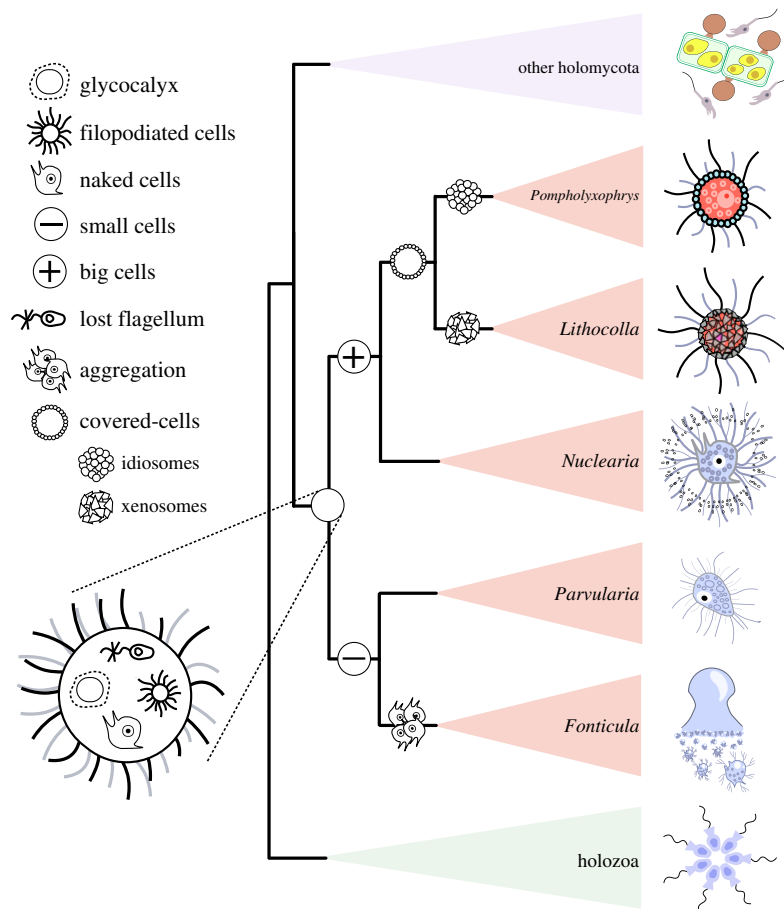 glycocalyx
filopodiated cells
naked cells
small cells
big cells
lost flagellum
aggregation
covered-cells
idiosomes
xenosomes
other holomycota
Pompholyxophrys
Lithocolla
Nuclearia
Parvularia
Fonticula
holozoa